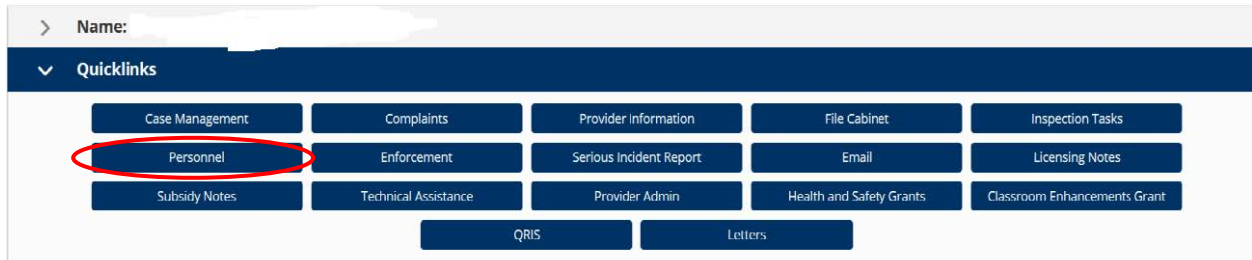 Name:
Quicklinks
Case Management Complaints Provider Information File Cabinet Inspection Tasks
Personnel Enforcement Serious Incident Report Email Licensing Notes
Subsidy Notes Technical Assistance Provider Admin Health and Safety Grants Classroom Enhancements Grant
QRIS Letters